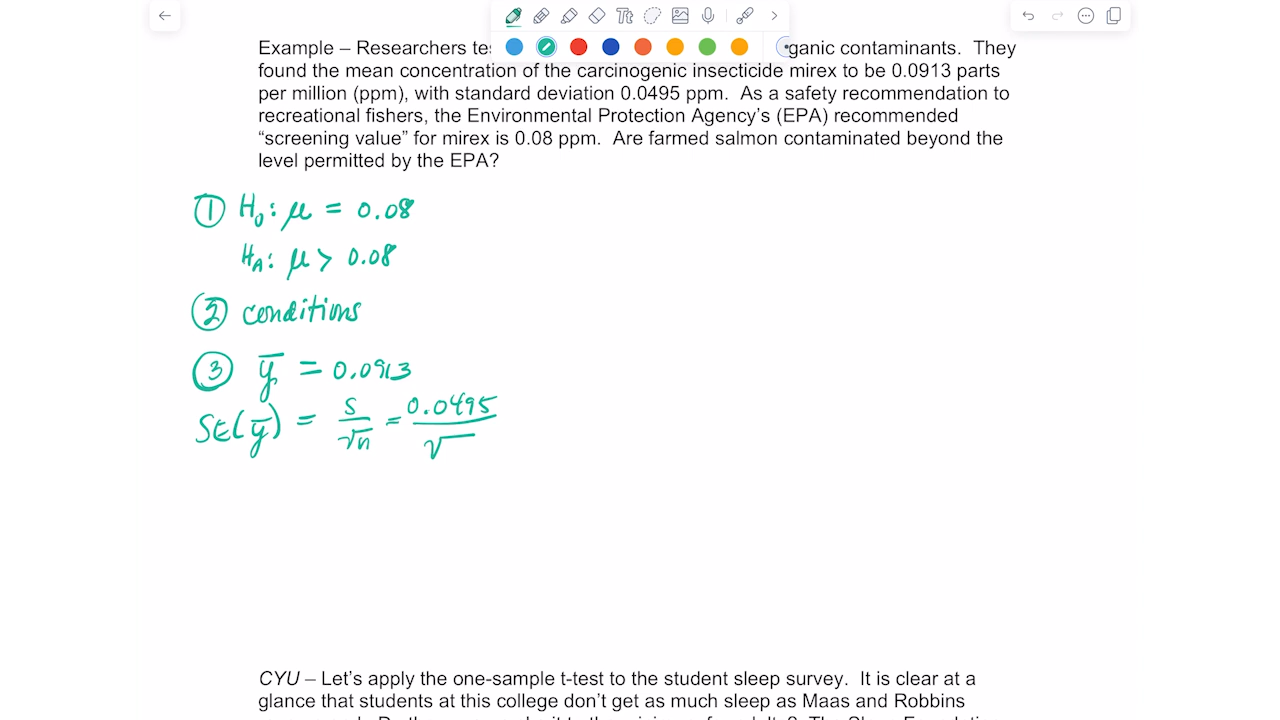 Example – Researchers ganic contaminants. They
found the mean concentration of the carcinogenic insecticide mirex to be 0.0913 parts
per million (ppm), with standard deviation 0.0495 ppm. As a safety recommendation to
recreational fishers, the Environmental Protection Agency's (EPA) recommended
“screening value” for mirex is 0.08 ppm. Are farmed salmon contaminated beyond the
level permitted by the EPA?
① H₀: μ = 0.08
H_A: μ > 0.08
② conditions
③ ȳ = 0.0913
SE(ȳ) = s/√n = 0.0495/√
CYU – Let’s apply the one-sample t-test to the student sleep survey. It is clear at a
glance that students at this college don’t get as much sleep as Maas and Robbins